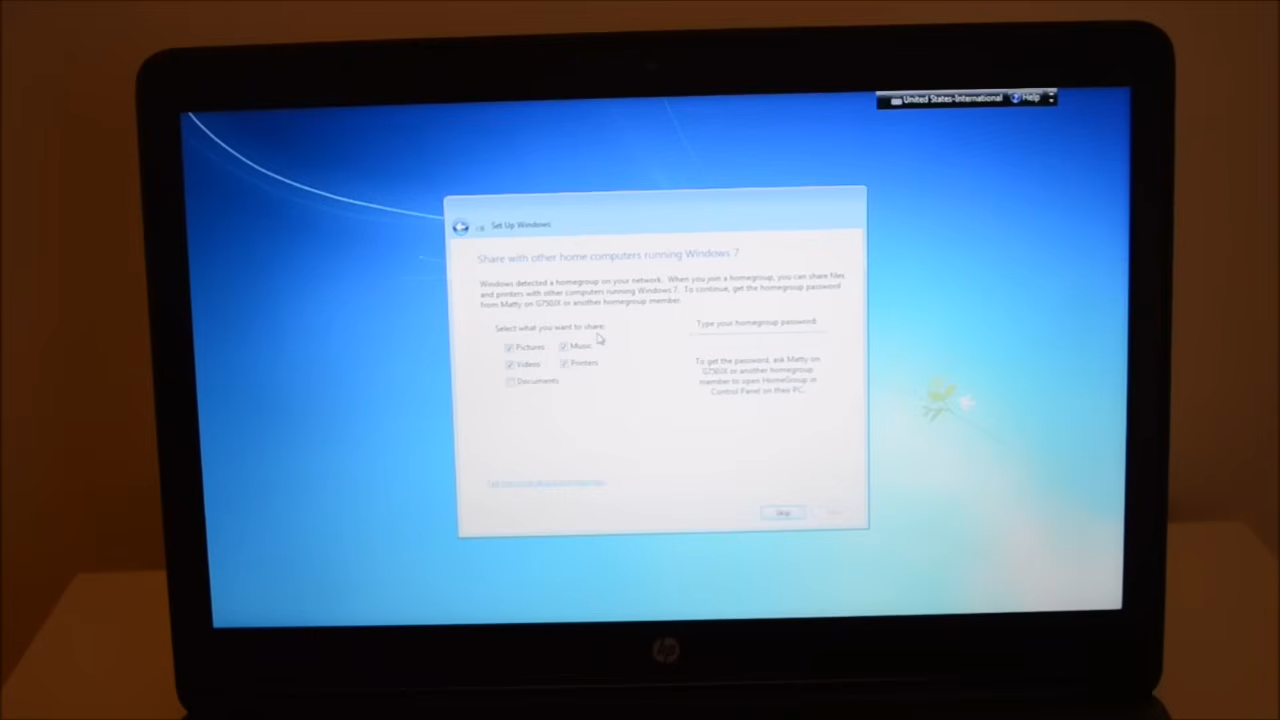 United States-International Help
Set Up Windows
Share with other home computers running Windows 7
Windows detected a homegroup on your network. When you join a homegroup, you can share files
and printers with other computers running Windows 7. To continue, get the homegroup password
from Matty on G750JX or another homegroup member.
Select what you want to share:
Pictures Music
Videos Printers
Documents
Type your homegroup password:
To get the password, ask Matty on
G750JX or another homegroup
member to open HomeGroup in
Control Panel on their PC.
Skip
hp